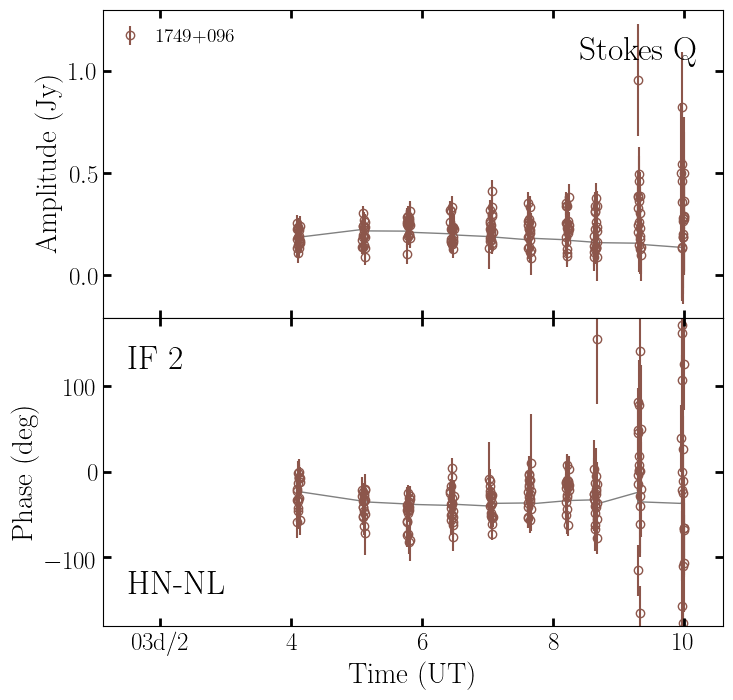 1749+096
Stokes Q
1.0
0.5
0.0
Amplitude (Jy)
IF 2
100
0
−100
Phase (deg)
HN-NL
03d/2
4
6
8
10
Time (UT)